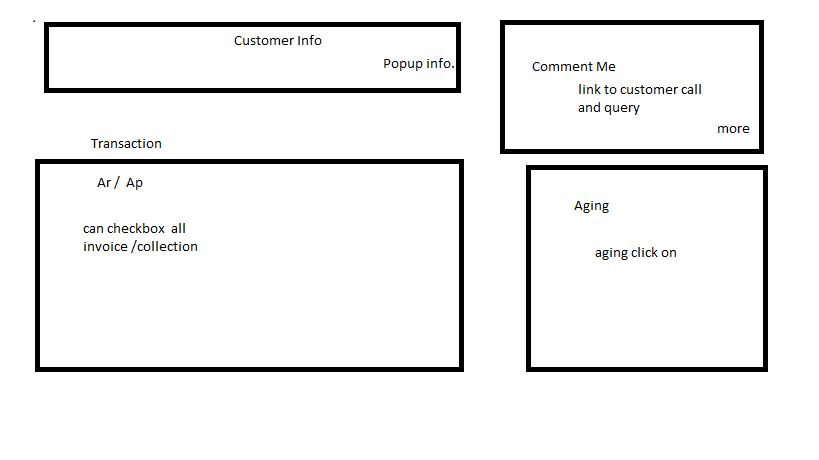 Customer Info
Popup info.
Comment Me
link to customer call
and query
more
Transaction
Ar / Ap
can checkbox all
invoice /collection
Aging
aging click on